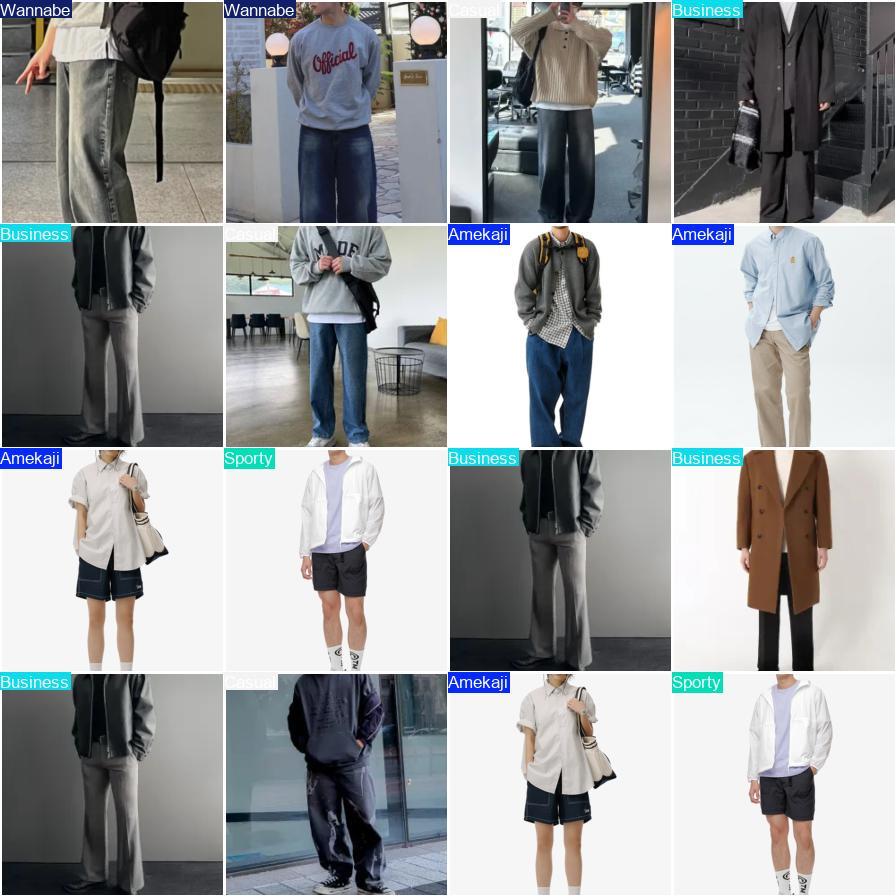 Wannabe
Wannabe
Casual
Business
Official
Business
Casual
Amekaji
Amekaji
MADE
Amekaji
Sporty
Business
Business
Business
Casual
Amekaji
Sporty